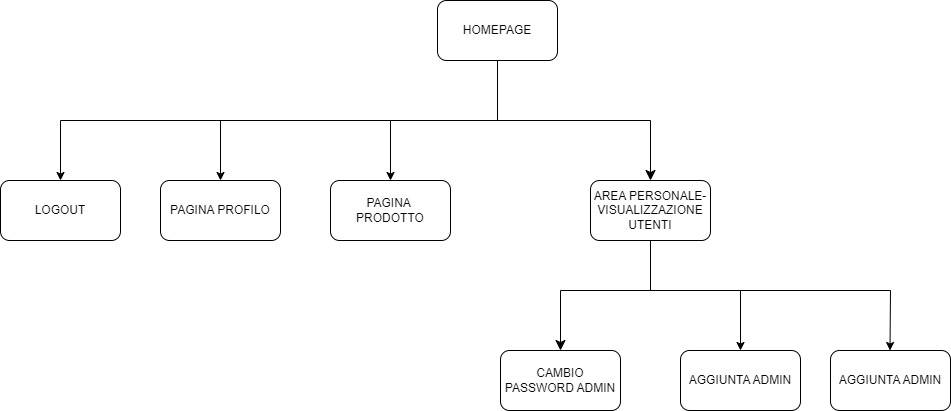 HOMEPAGE
LOGOUT
PAGINA PROFILO
PAGINA
PRODOTTO
AREA PERSONALE-
VISUALIZZAZIONE
UTENTI
CAMBIO
PASSWORD ADMIN
AGGIUNTA ADMIN
AGGIUNTA ADMIN